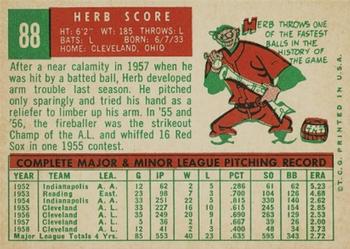 88
HERB SCORE
HT: 6'2" WT: 185 THROWS: L
BATS: L BORN: 6/7/33
HOME: CLEVELAND, OHIO
After a near calamity in 1957 when he was hit by a batted ball, Herb developed arm trouble last season. He pitched only sparingly and tried his hand as a reliefer to limber up his arm. In '55 and '56, the fireballer was the strikeout Champ of the A.L. and whiffed 16 Red Sox in one 1955 contest.
HERB THROWS ONE OF THE FASTEST BALLS IN THE HISTORY OF THE GAME
COMPLETE MAJOR & MINOR LEAGUE PITCHING RECORD
YEAR TEAM LEA. G IP W L PCT. SO BB ERA
1952 Indianapolis A. A. 12 62 2 5 .286 61 62 5.23
1953 Reading East. 98 7 3 .700 104 126 4.68
1954 Indianapolis A. A. 251 22 5 .815 330 140 2.62
1955 Cleveland A. L. 33 227 16 10 .615 245 154 2.85
1956 Cleveland A. L. 35 249 20 9 .690 263 129 2.53
1957 Cleveland A. L. 5 36 2 1 .667 39 26 2.00
1958 Cleveland A. L. 12 41 2 3 .400 48 34 3.95
Major League Totals 4 Yrs. 85 553 40 23 .635 595 343 2.70
©T.C.G. PRINTED IN U.S.A.